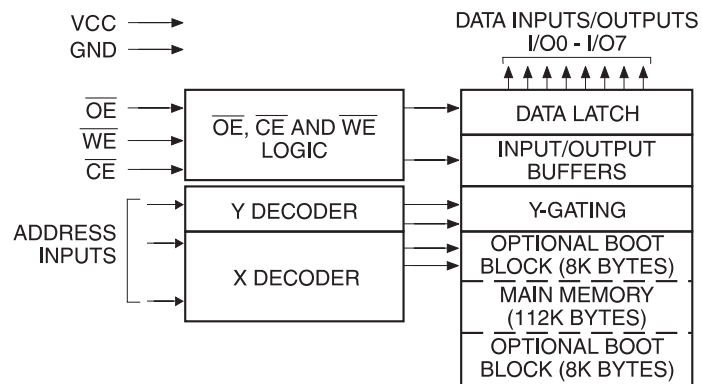 VCC
GND
DATA INPUTS/OUTPUTS
I/O0 - I/O7
OE
WE
CE
OE, CE AND WE
LOGIC
DATA LATCH
INPUT/OUTPUT
BUFFERS
ADDRESS
INPUTS
Y DECODER
Y-GATING
X DECODER
OPTIONAL BOOT
BLOCK (8K BYTES)
MAIN MEMORY
(112K BYTES)
OPTIONAL BOOT
BLOCK (8K BYTES)